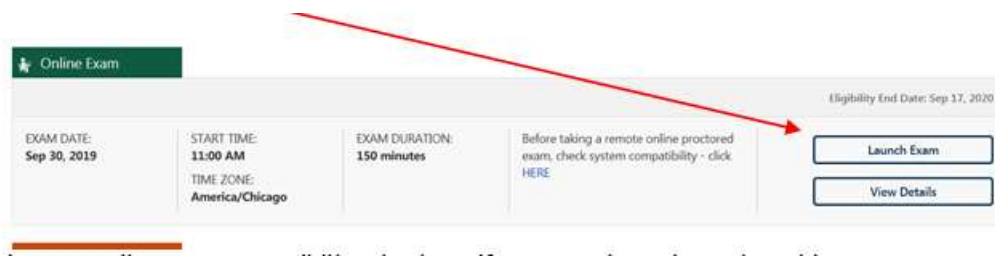 Online Exam
Eligibility End Date: Sep 17, 2020
EXAM DATE:
Sep 30, 2019
START TIME:
11:00 AM
TIME ZONE:
America/Chicago
EXAM DURATION:
150 minutes
Before taking a remote online proctored
exam, check system compatibility - click
HERE
Launch Exam
View Details